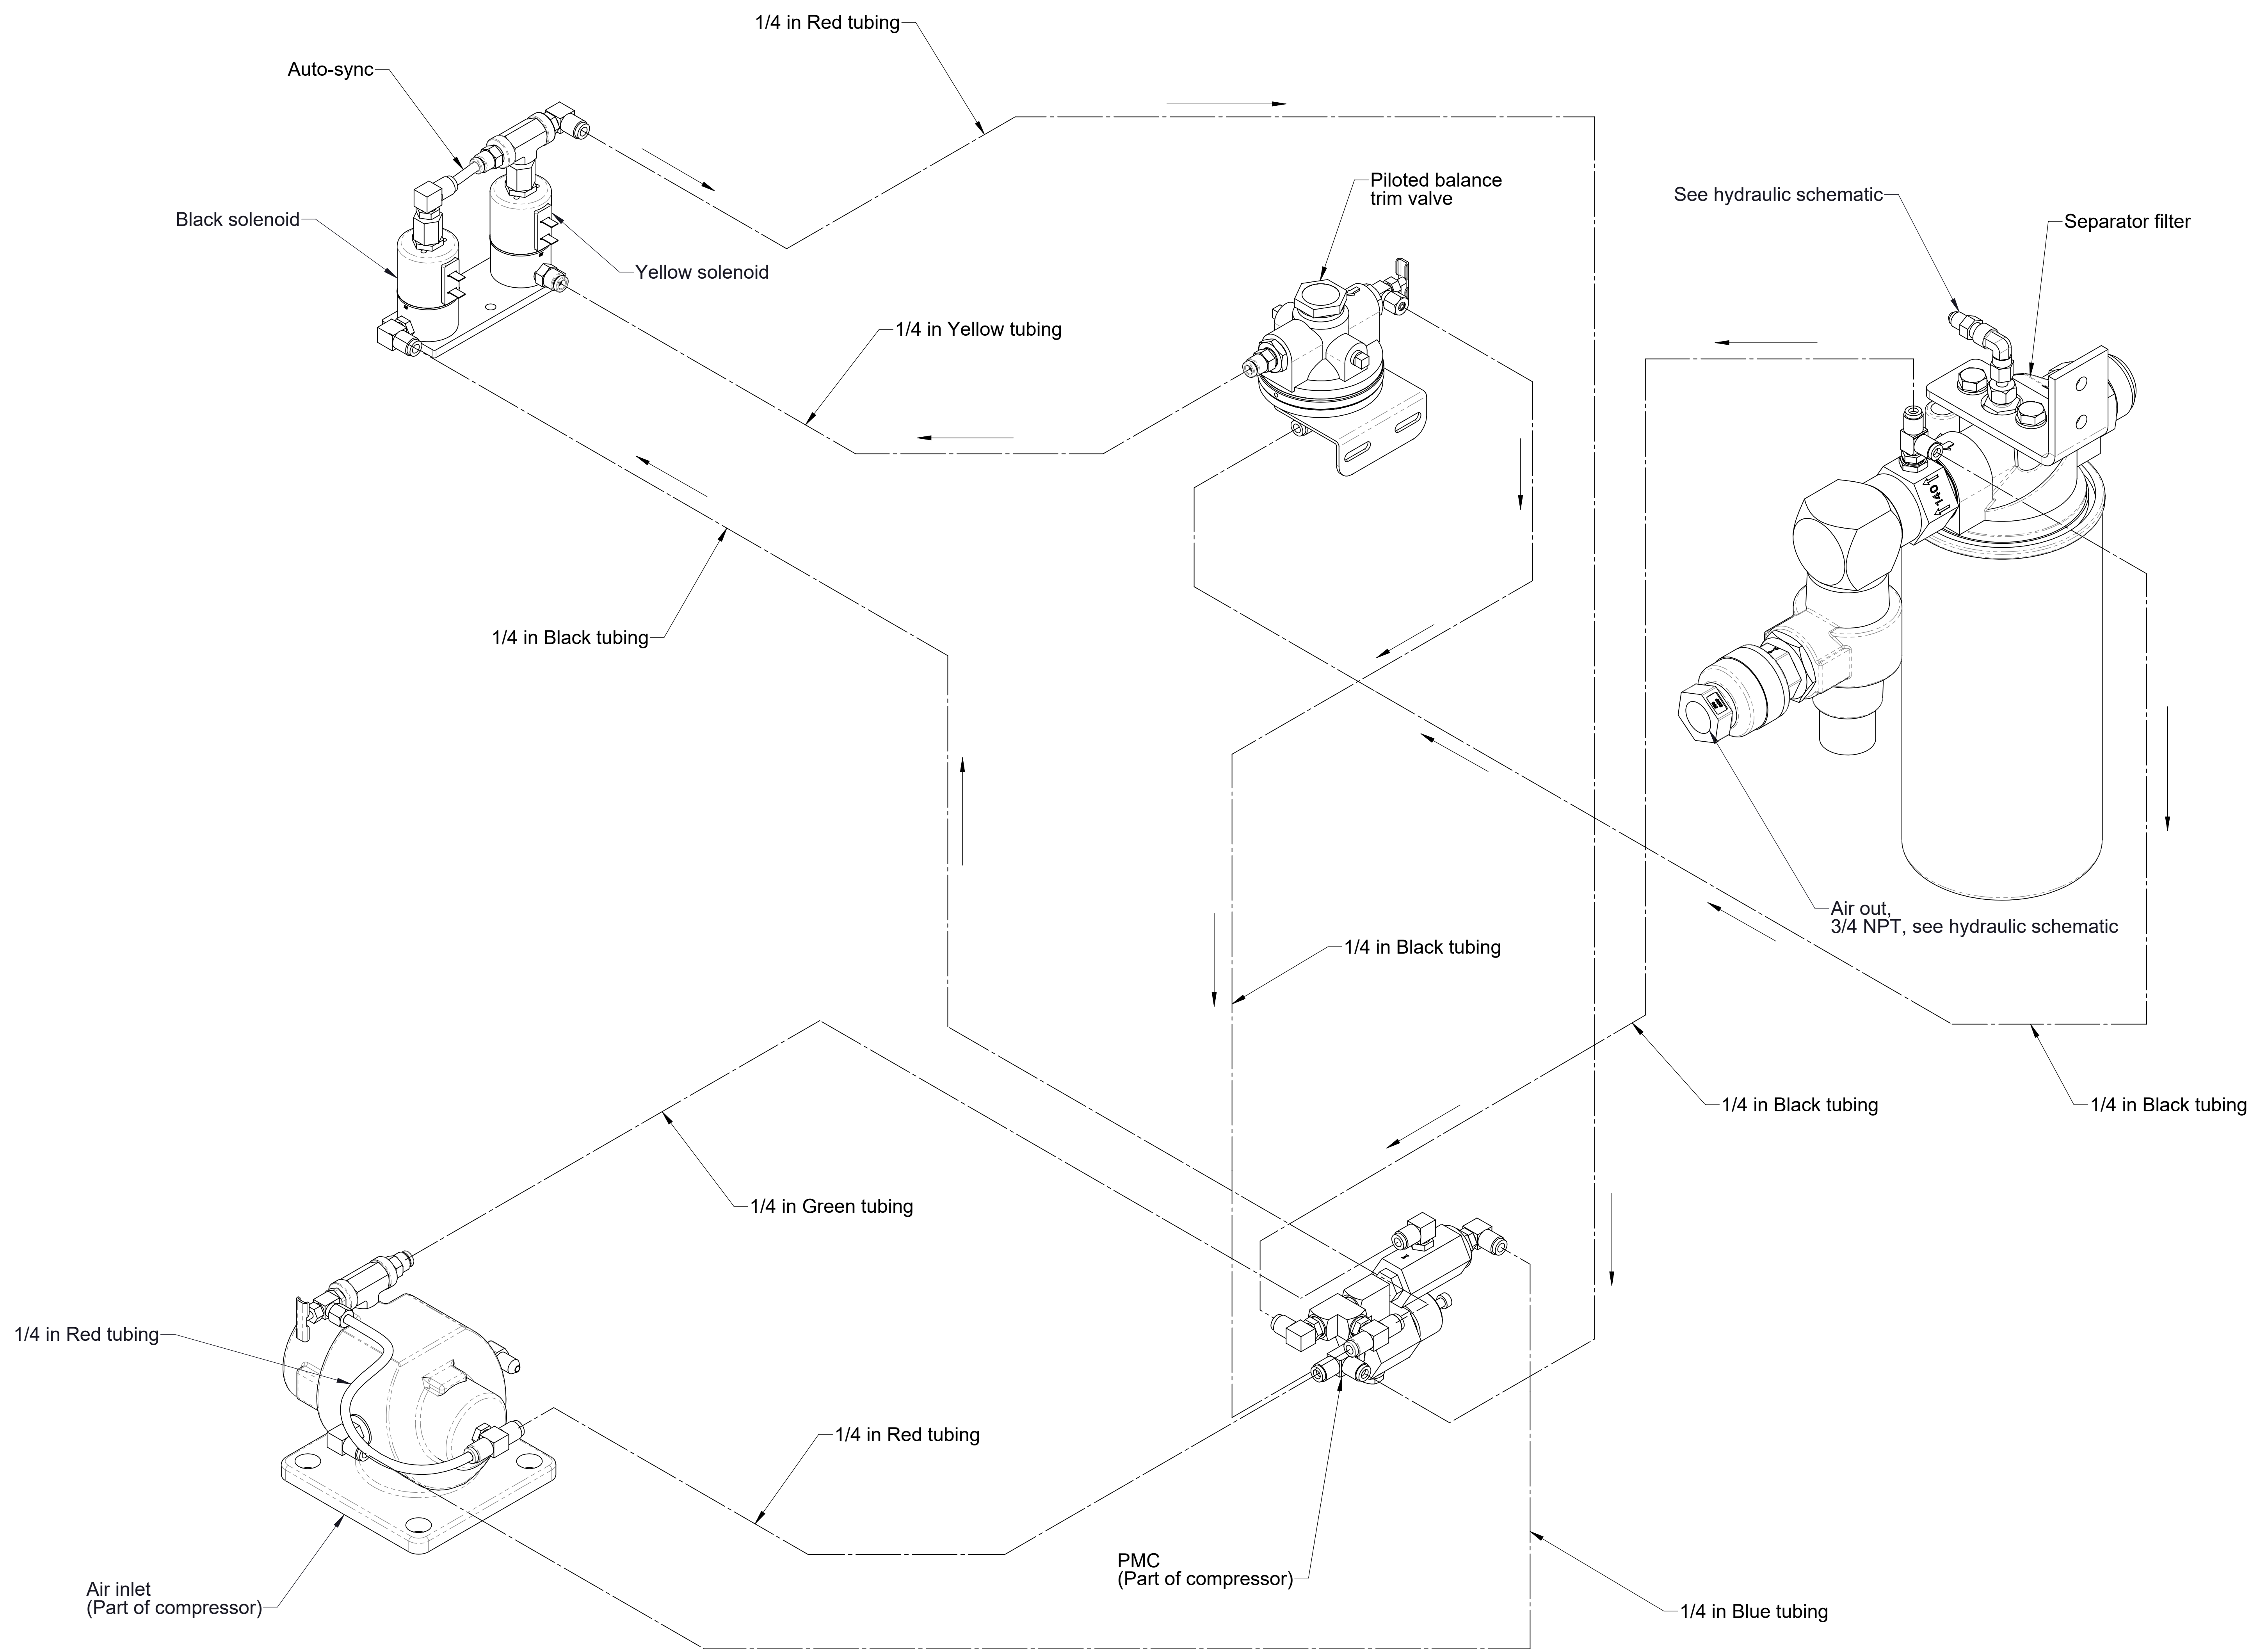 1/4 in Red tubing
Auto-sync
Piloted balance
trim valve
See hydraulic schematic
Black solenoid
Separator filter
Yellow solenoid
1/4 in Yellow tubing
140
1/4 in Black tubing
Air out,
3/4 NPT, see hydraulic schematic
1/4 in Black tubing
1/4 in Black tubing
1/4 in Black tubing
1/4 in Green tubing
1/4 in Red tubing
1/4 in Red tubing
PMC
(Part of compressor)
Air inlet
(Part of compressor)
1/4 in Blue tubing